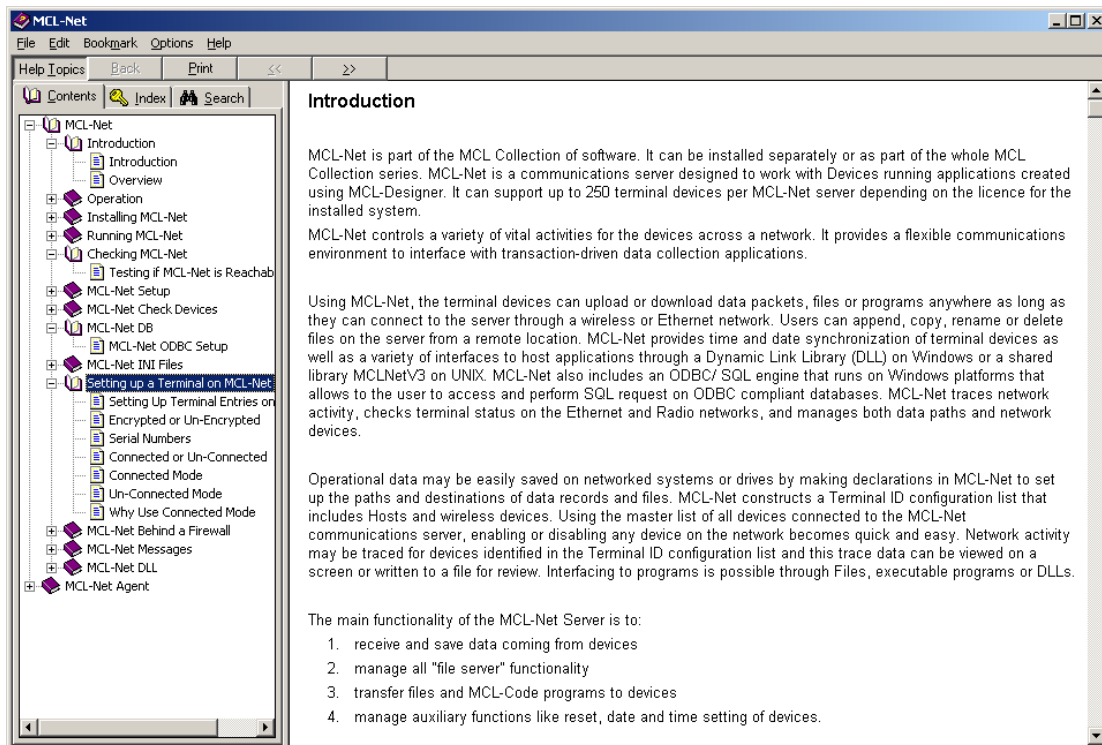 MCL-Net
File Edit Bookmark Options Help
Help Topics Back Print << >>
Contents Index Search
MCL-Net
Introduction
Introduction
Overview
Operation
Installing MCL-Net
Running MCL-Net
Checking MCL-Net
Testing if MCL-Net is Reachab
MCL-Net Setup
MCL-Net Check Devices
MCL-Net DB
MCL-Net ODBC Setup
MCL-Net INI Files
Setting up a Terminal on MCL-Net
Setting Up Terminal Entries on
Encrypted or Un-Encrypted
Serial Numbers
Connected or Un-Connected
Connected Mode
Un-Connected Mode
Why Use Connected Mode
MCL-Net Behind a Firewall
MCL-Net Messages
MCL-Net DLL
MCL-Net Agent
Introduction
MCL-Net is part of the MCL Collection of software. It can be installed separately or as part of the whole MCL
Collection series. MCL-Net is a communications server designed to work with Devices running applications created
using MCL-Designer. It can support up to 250 terminal devices per MCL-Net server depending on the licence for the
installed system.
MCL-Net controls a variety of vital activities for the devices across a network. It provides a flexible communications
environment to interface with transaction-driven data collection applications.
Using MCL-Net, the terminal devices can upload or download data packets, files or programs anywhere as long as
they can connect to the server through a wireless or Ethernet network. Users can append, copy, rename or delete
files on the server from a remote location. MCL-Net provides time and date synchronization of terminal devices as
well as a variety of interfaces to host applications through a Dynamic Link Library (DLL) on Windows or a shared
library MCLNetV3 on UNIX. MCL-Net also includes an ODBC/ SQL engine that runs on Windows platforms that
allows to the user to access and perform SQL request on ODBC compliant databases. MCL-Net traces network
activity, checks terminal status on the Ethernet and Radio networks, and manages both data paths and network
devices.
Operational data may be easily saved on networked systems or drives by making declarations in MCL-Net to set
up the paths and destinations of data records and files. MCL-Net constructs a Terminal ID configuration list that
includes Hosts and wireless devices. Using the master list of all devices connected to the MCL-Net
communications server, enabling or disabling any device on the network becomes quick and easy. Network activity
may be traced for devices identified in the Terminal ID configuration list and this trace data can be viewed on a
screen or written to a file for review. Interfacing to programs is possible through Files, executable programs or DLLs.
The main functionality of the MCL-Net Server is to:
1. receive and save data coming from devices
2. manage all "file server" functionality
3. transfer files and MCL-Code programs to devices
4. manage auxiliary functions like reset, date and time setting of devices.